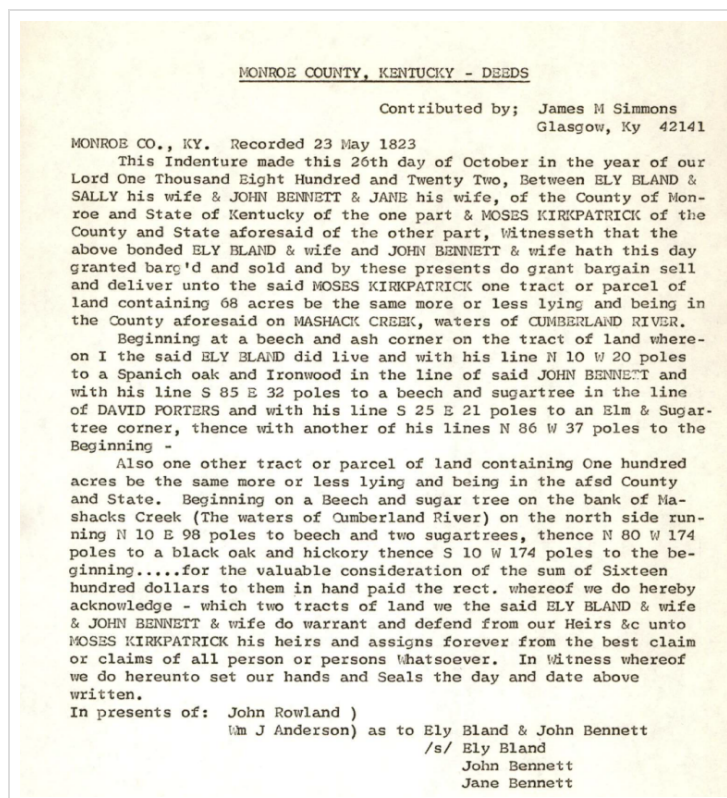 MONROE COUNTY, KENTUCKY - DEEDS
Contributed by; James M Simmons
Glasgow, Ky 42141
MONROE CO., KY. Recorded 23 May 1823
This Indenture made this 26th day of October in the year of our
Lord One Thousand Eight Hundred and Twenty Two, Between ELY BLAND &
SALLY his wife & JOHN BENNETT & JANE his wife, of the County of Mon-
roe and State of Kentucky of the one part & MOSES KIRKPATRICK of the
County and State aforesaid of the other part, Witnesseth that the
above bonded ELY BLAND & wife and JOHN BENNETT & wife hath this day
granted barg'd and sold and by these presents do grant bargain sell
and deliver unto the said MOSES KIRKPATRICK one tract or parcel of
land containing 68 acres be the same more or less lying and being in
the County aforesaid on MASHACK CREEK, waters of CUMBERLAND RIVER.
Beginning at a beech and ash corner on the tract of land where-
on I the said ELY BLAND did live and with his line N 10 W 20 poles
to a Spanich oak and Ironwood in the line of said JOHN BENNETT and
with his line S 85 E 32 poles to a beech and sugartree in the line
of DAVID PORTERS and with his line S 25 E 21 poles to an Elm & Sugar-
tree corner, thence with another of his lines N 86 W 37 poles to the
Beginning -
Also one other tract or parcel of land containing One hundred
acres be the same more or less lying and being in the afsd County
and State. Beginning on a Beech and sugar tree on the bank of Ma-
shacks Creek (The waters of Cumberland River) on the north side run-
ning N 10 E 98 poles to beech and two sugartrees, thence N 80 W 174
poles to a black oak and hickory thence S 10 W 174 poles to the be-
ginning.....for the valuable consideration of the sum of Sixteen
hundred dollars to them in hand paid the rect. whereof we do hereby
acknowledge - which two tracts of land we the said ELY BLAND & wife
& JOHN BENNETT & wife do warrant and defend from our Heirs &c unto
MOSES KIRKPATRICK his heirs and assigns forever from the best claim
or claims of all person or persons Whatsoever. In Witness whereof
we do hereunto set our hands and Seals the day and date above
written.
In presents of: John Rowland )
Wm J Anderson) as to Ely Bland & John Bennett
/s/ Ely Bland
John Bennett
Jane Bennett